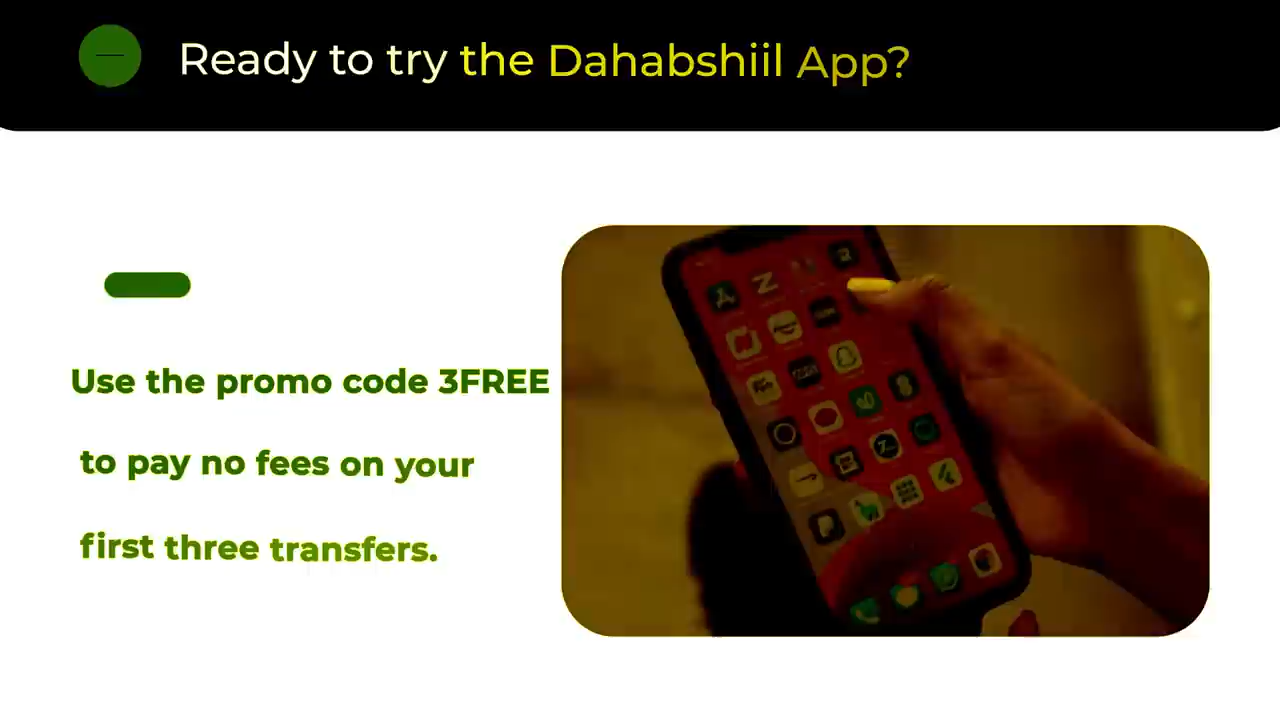 Ready to try the Dahabshiil App?
Use the promo code 3FREE
to pay no fees on your
first three transfers.